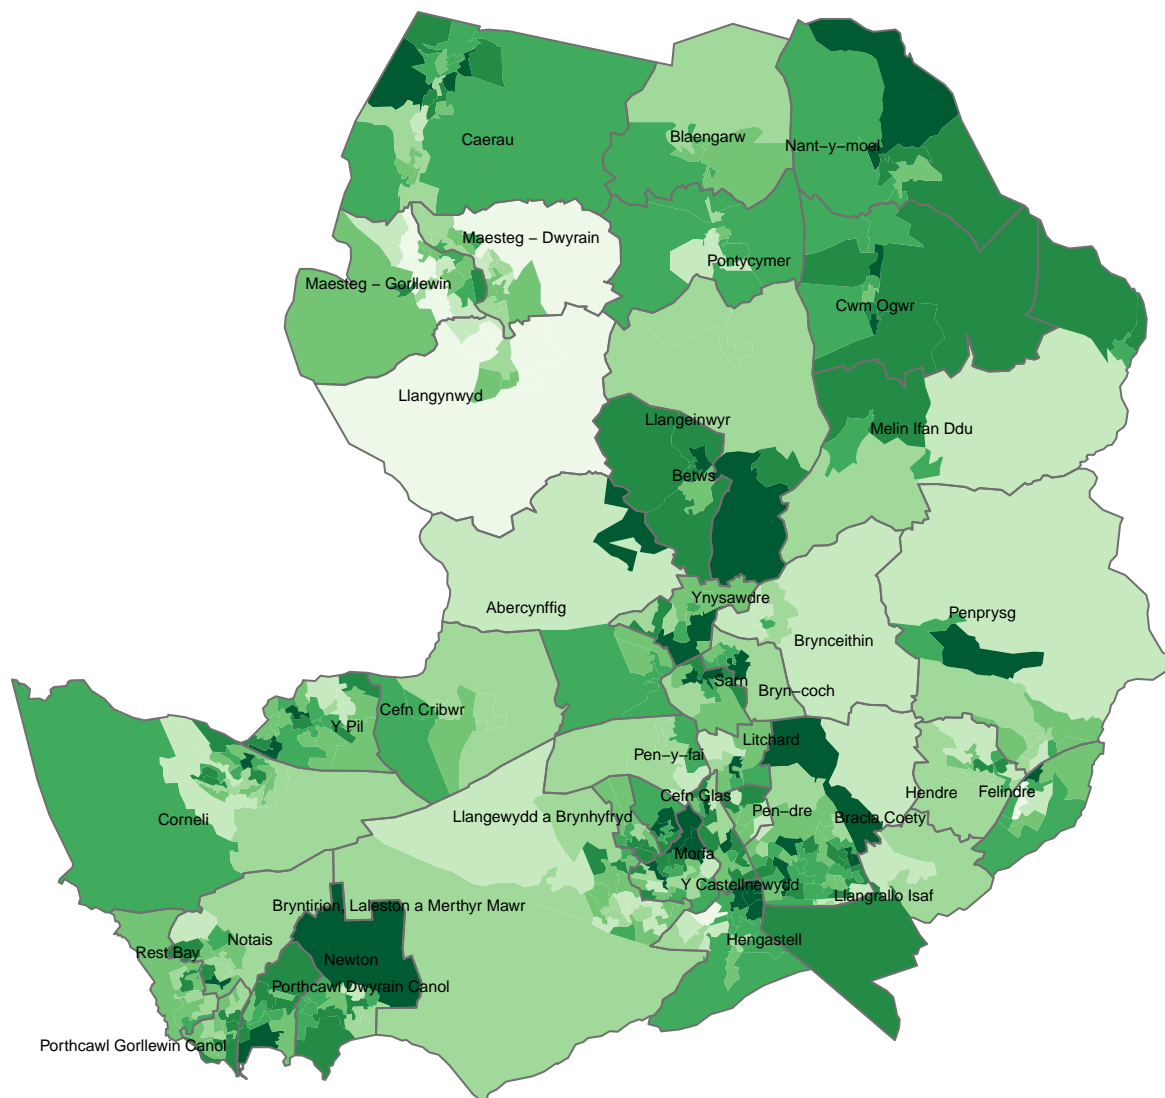 Caerau
Blaengarw
Nant-y-moel
Maesteg - Dwyrain
Pontycymer
Maesteg - Gorllewin
Cwm Ogwr
Llangynwyd
Llangeinwyr
Melin Ifan Ddu
Betws
Ynysawdre
Abercynffig
Penprysg
Brynceithin
Sarn
Bryn-coch
Cefn Cribwr
Y Pil
Litchard
Pen-y-fai
Hendre
Felindre
Cefn Glas
Pen-dre
Corneli
Llangewydd a Brynhyfryd
Bracla,Coety
Morfa
Y Castellnewydd
Llangrallo Isaf
Bryntirion, Laleston a Merthyr Mawr
Notais
Hengastell
Rest Bay
Newton
Porthcawl Dwyrain Canol
Porthcawl Gorllewin Canol